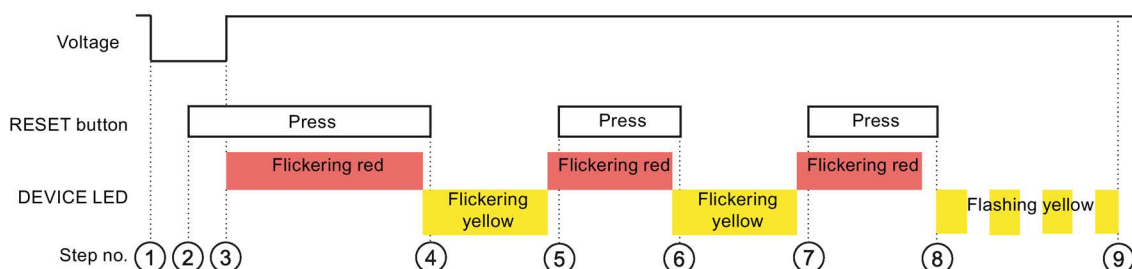 Voltage
RESET button
Press
Press
Press
Flickering red
Flickering red
Flickering red
DEVICE LED
Flickering
yellow
Flickering
yellow
Flashing yellow
Step no.
1 2 3 4 5 6 7 8 9